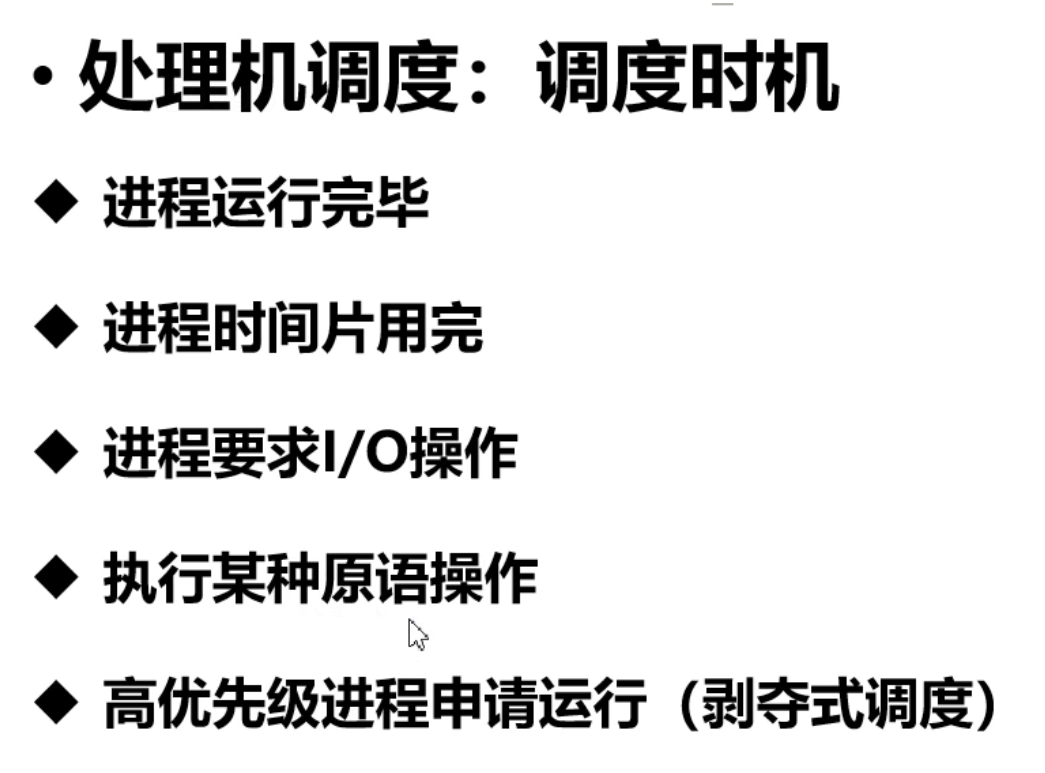 • 处理机调度：调度时机
◆ 进程运行完毕
◆ 进程时间片用完
◆ 进程要求I/O操作
◆ 执行某种原语操作
◆ 高优先级进程申请运行（剥夺式调度）